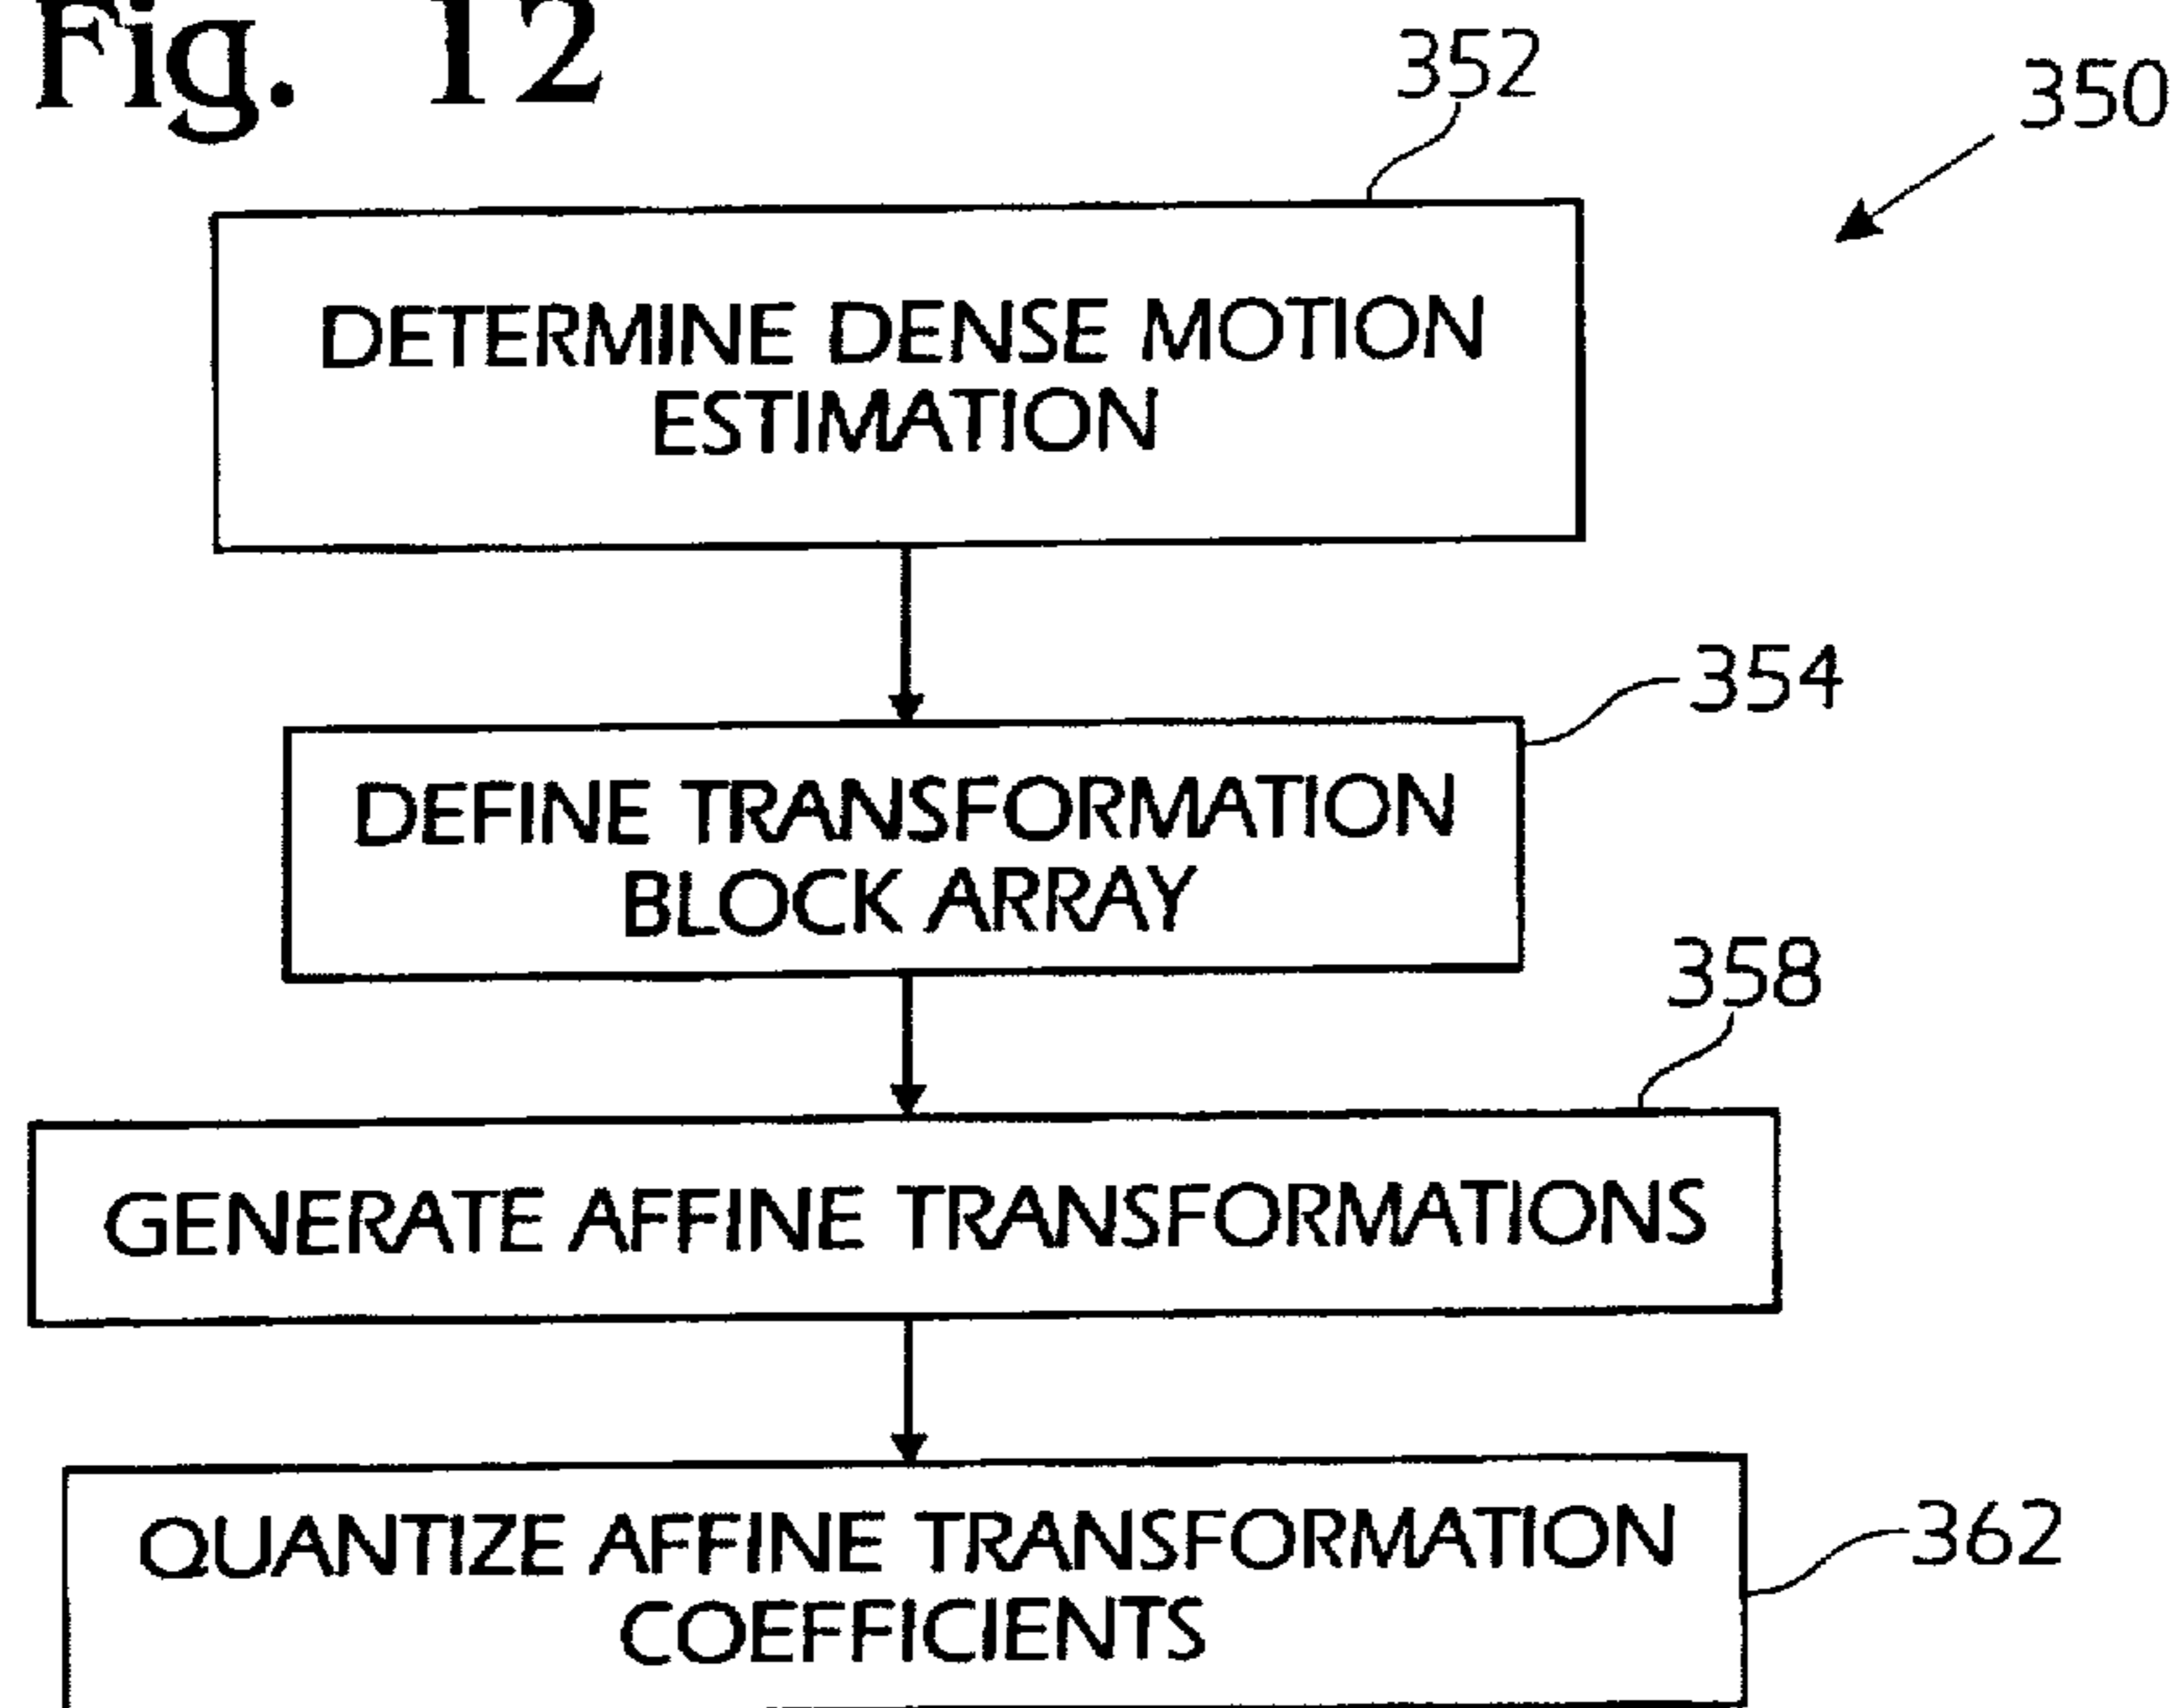 Fig. 12
352
350
DETERMINE DENSE MOTION
ESTIMATION
354
DEFINE TRANSFORMATION
BLOCK ARRAY
358
GENERATE AFFINE TRANSFORMATIONS
QUANTIZE AFFINE TRANSFORMATION
COEFFICIENTS
362